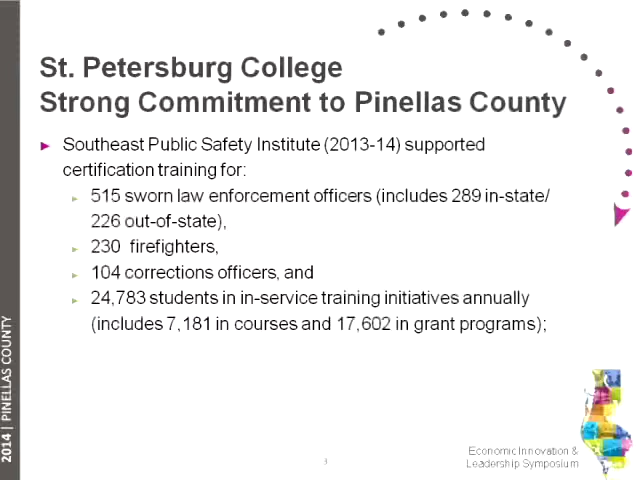 St. Petersburg College
Strong Commitment to Pinellas County
Southeast Public Safety Institute (2013-14) supported
certification training for:
515 sworn law enforcement officers (includes 289 in-state/
226 out-of-state),
230 firefighters,
104 corrections officers, and
24,783 students in in-service training initiatives annually
(includes 7,181 in courses and 17,602 in grant programs);
2014 | PINELLAS COUNTY
3
Economic Innovation &
Leadership Symposium